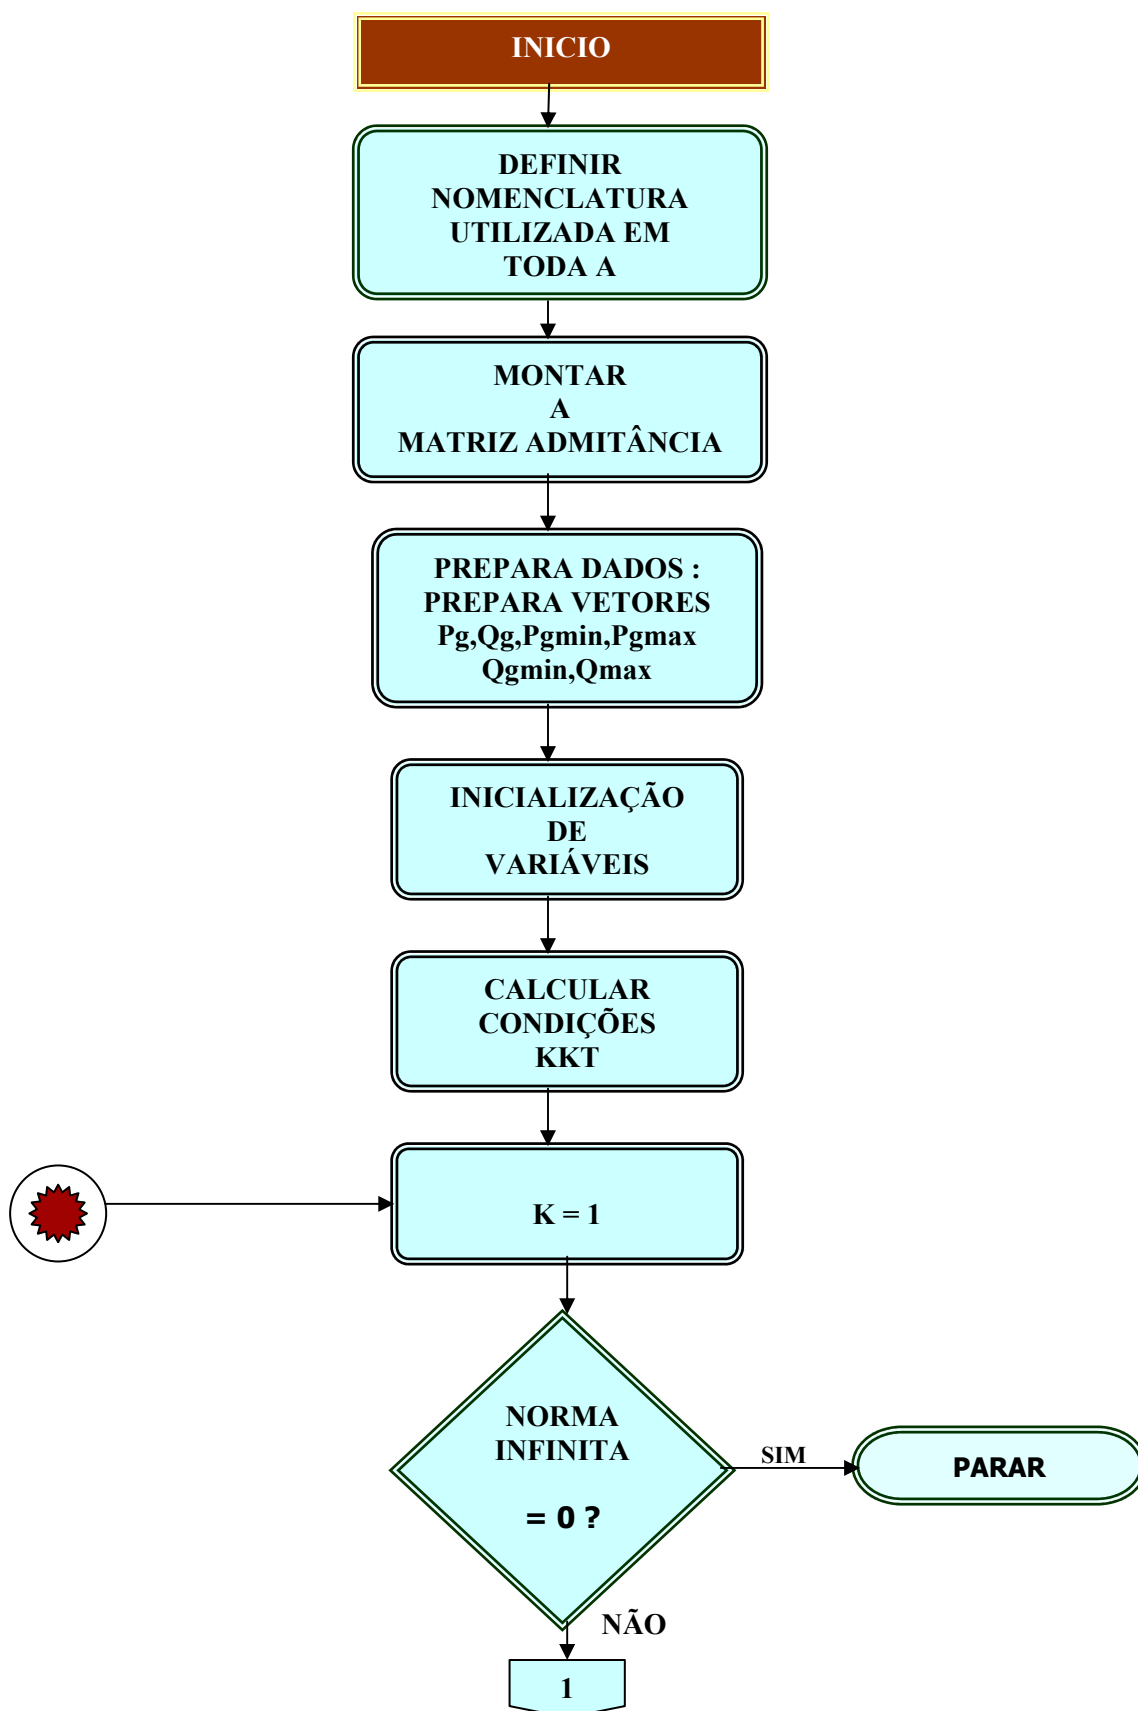 INICIO
DEFINIR
NOMENCLATURA
UTILIZADA EM
TODA A
MONTAR
A
MATRIZ ADMITÂNCIA
PREPARA DADOS :
PREPARA VETORES
Pg,Qg,Pgmin,Pgmax
Qgmin,Qmax
INICIALIZAÇÃO
DE
VARIÁVEIS
CALCULAR
CONDIÇÕES
KKT
K = 1
NORMA
INFINITA
= 0 ?
SIM
PARAR
NÃO
1